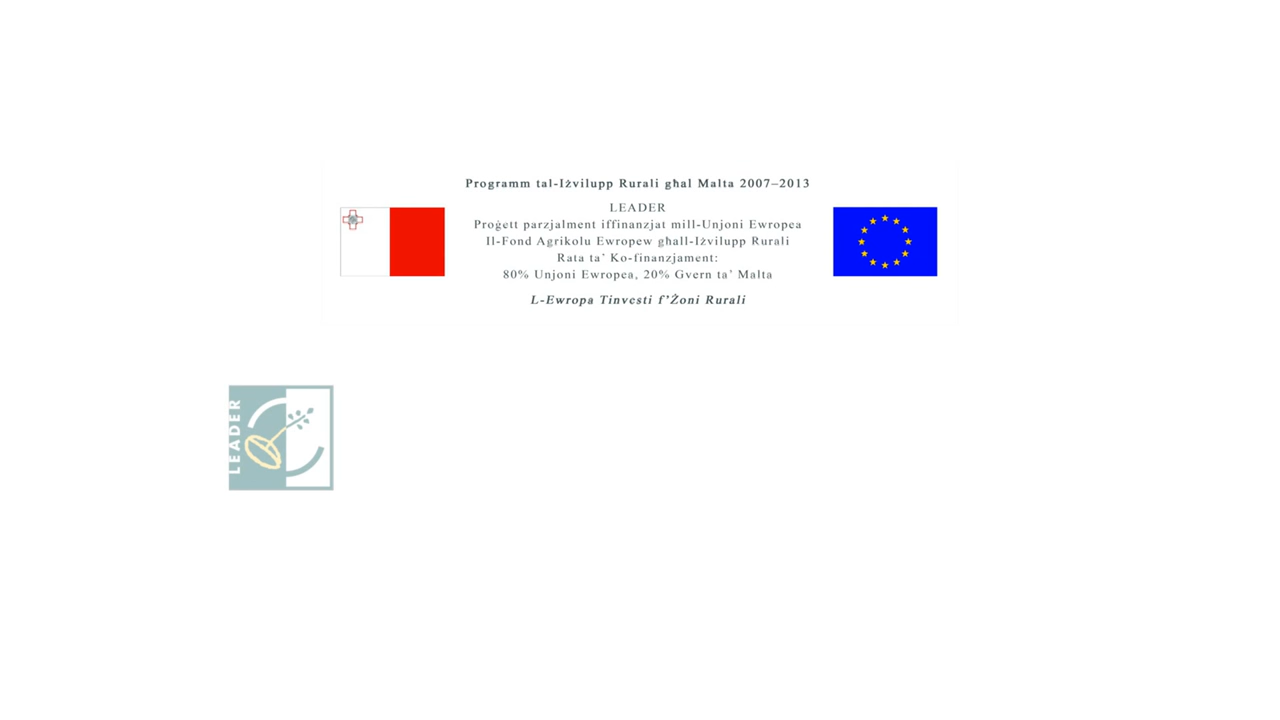 Programm tal-Iżvilupp Rurali għal Malta 2007–2013
LEADER
Proġett parzjalment iffinanzjat mill-Unjoni Ewropea
Il-Fond Agrikolu Ewropew għall-Iżvilupp Rurali
Rata ta’ Ko-finanzjament:
80% Unjoni Ewropea, 20% Gvern ta’ Malta
L-Ewropa Tinvesti f’Żoni Rurali
LEADER